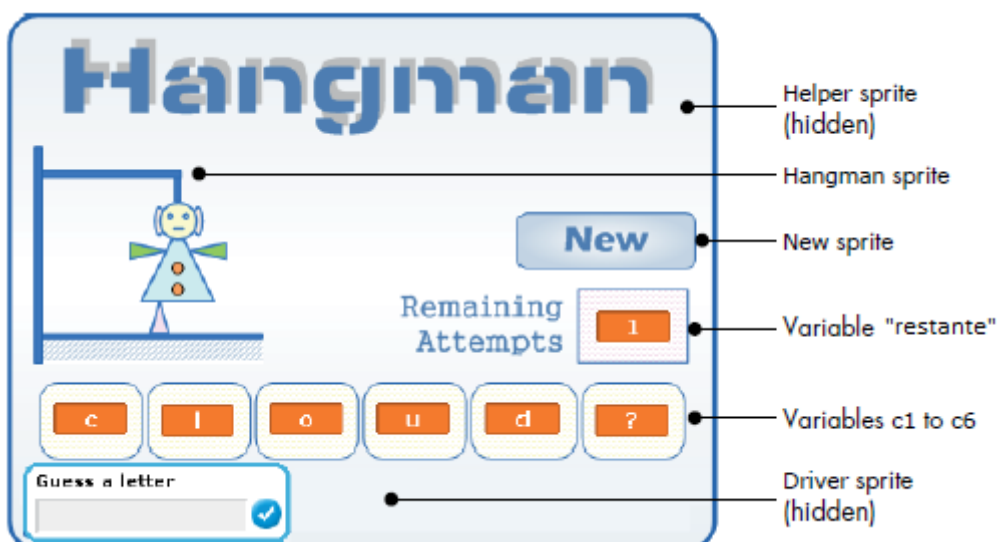 Hangman
Helper sprite
(hidden)
Hangman sprite
New
New sprite
Remaining
Attempts
1
Variable "restante"
c l o u d ?
Variables c1 to c6
Guess a letter
Driver sprite
(hidden)